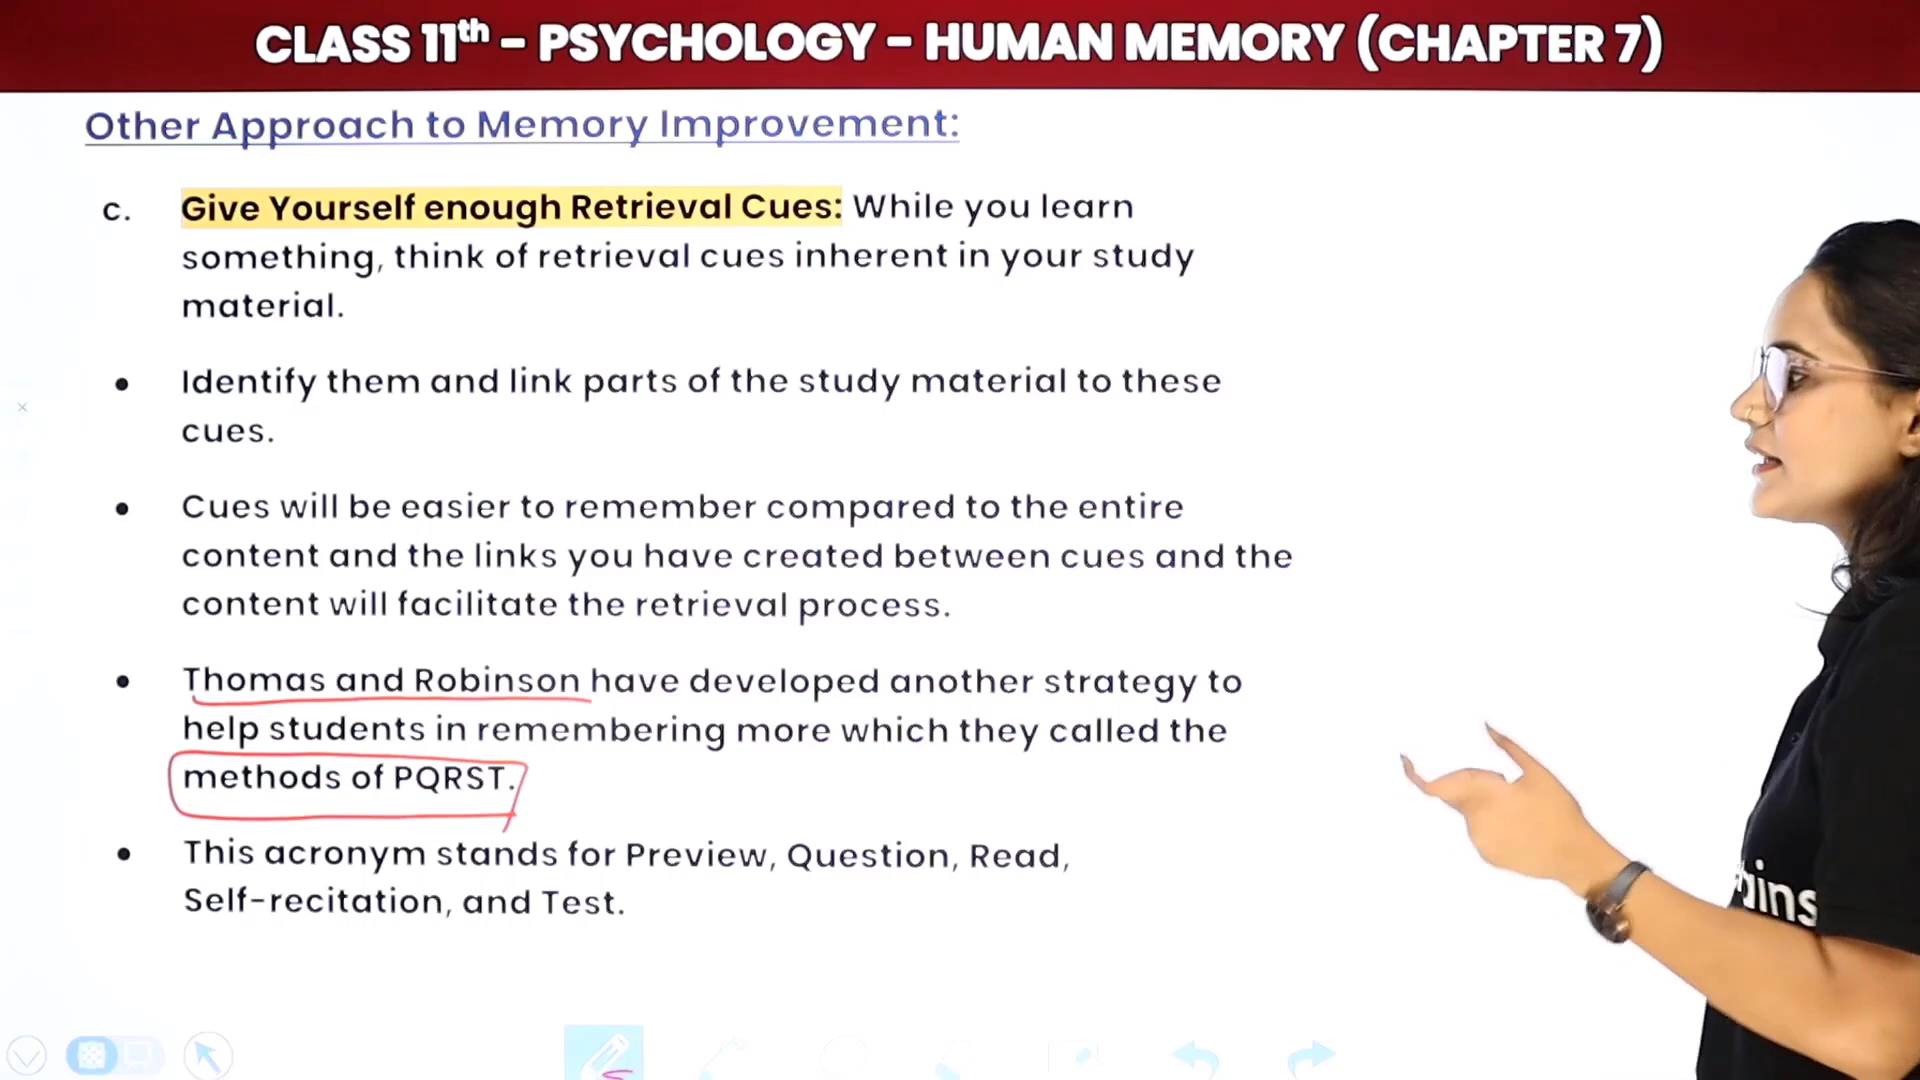 CLASS 11th – PSYCHOLOGY – HUMAN MEMORY (CHAPTER 7)
Other Approach to Memory Improvement:
c. Give Yourself enough Retrieval Cues: While you learn
something, think of retrieval cues inherent in your study
material.
• Identify them and link parts of the study material to these
cues.
• Cues will be easier to remember compared to the entire
content and the links you have created between cues and the
content will facilitate the retrieval process.
• Thomas and Robinson have developed another strategy to
help students in remembering more which they called the
methods of PQRST.
• This acronym stands for Preview, Question, Read,
Self-recitation, and Test.